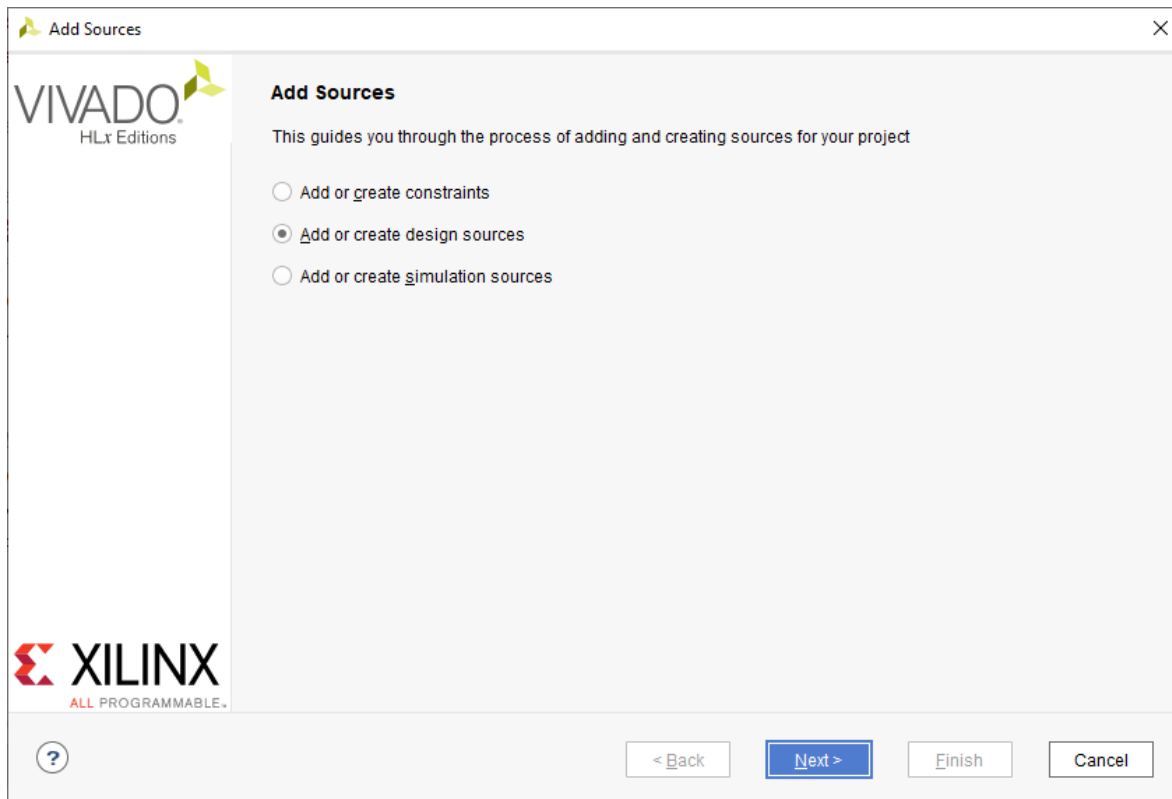 Add Sources
VIVADO.
HLx Editions
Add Sources
This guides you through the process of adding and creating sources for your project
Add or create constraints
Add or create design sources
Add or create simulation sources
XILINX
ALL PROGRAMMABLE™
?
< Back
Next >
Finish
Cancel